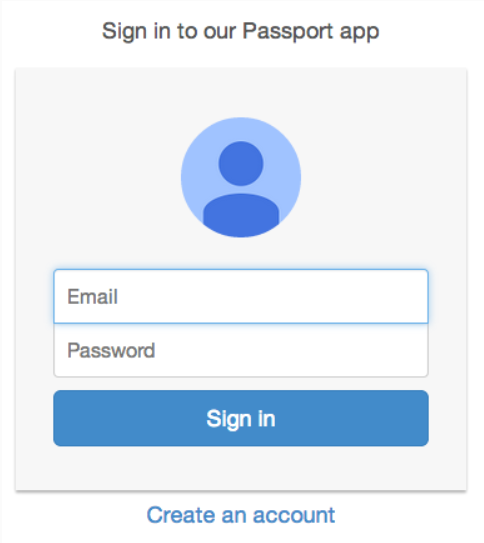 Sign in to our Passport app
Email
Password
Sign in
Create an account